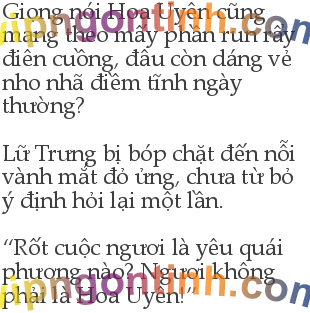 Giọng nói Hoa Uyên cũng
mang theo mấy phần run rẩy
điên cuồng, đâu còn dáng vẻ
nho nhã điềm tĩnh ngày
thường?
Lữ Trưng bị bóp chặt đến nỗi
vành mắt đỏ ửng, chưa từ bỏ
ý định hỏi lại một lần.
“Rốt cuộc ngươi là yêu quái
phương nào? Ngươi không
phải là Hoa Uyên!”
vipngontinh.com
vipngontinh.com